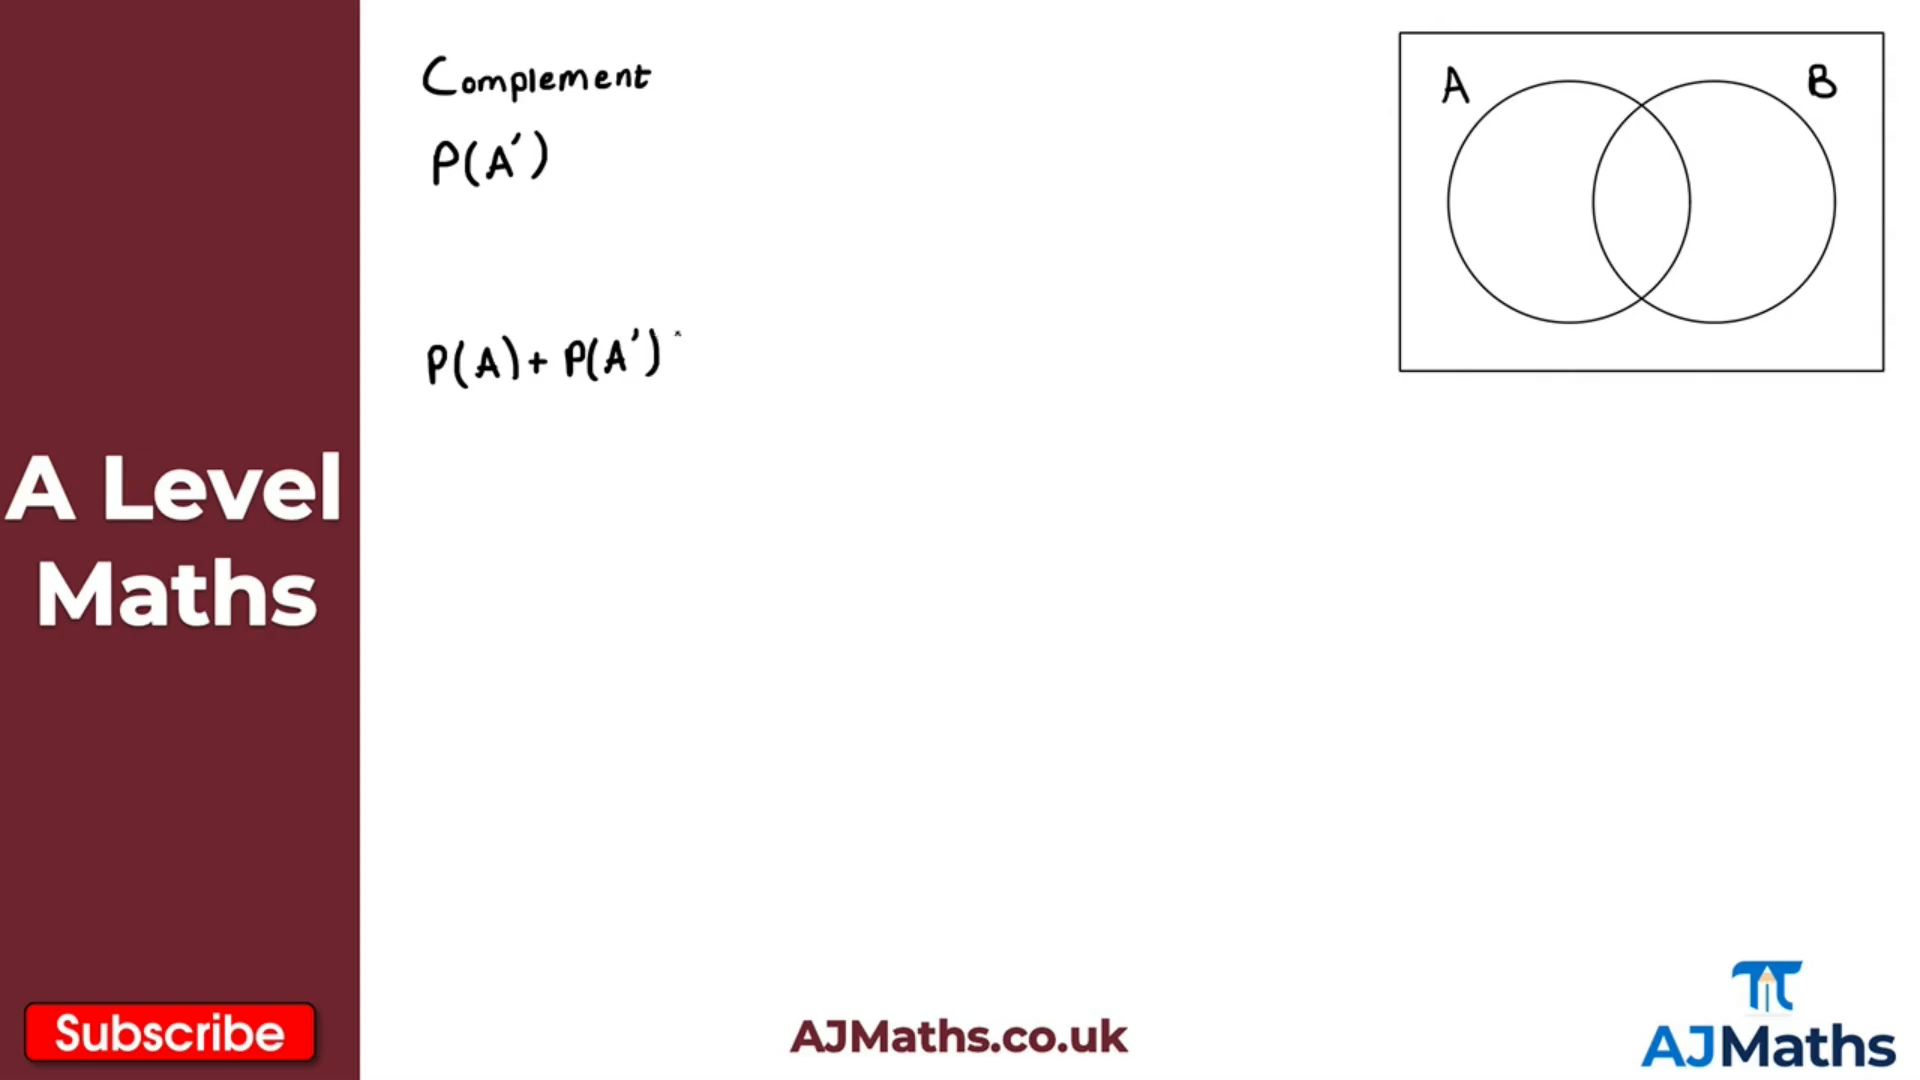 Complement
P(A')
P(A) + P(A')
A
B
A Level
Maths
Subscribe
AJMaths.co.uk
AJMaths